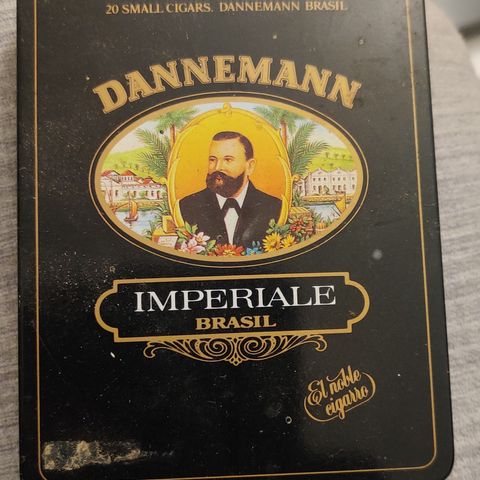 20 SMALL CIGARS. DANNEMANN BRASIL
DANNEMANN
IMPERIALE
BRASIL
El noble
cigarro